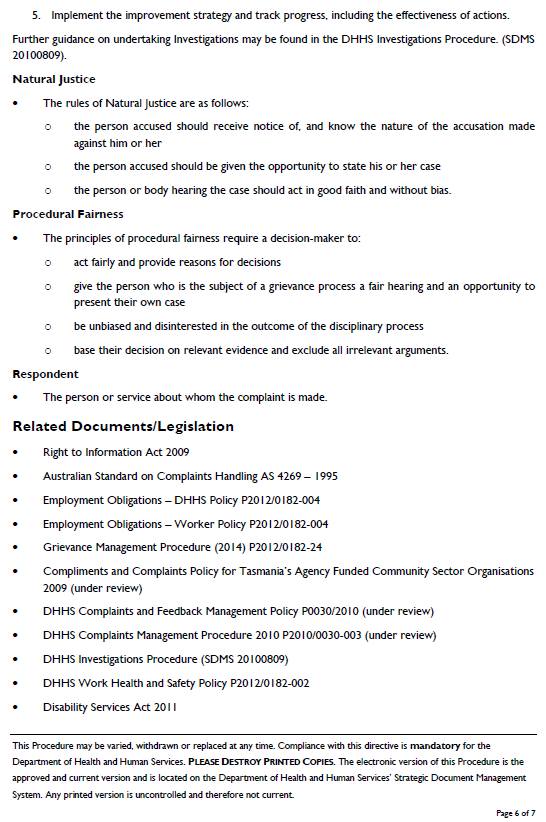 5. Implement the improvement strategy and track progress, including the effectiveness of actions.
Further guidance on undertaking Investigations may be found in the DHHS Investigations Procedure. (SDMS
20100809).
Natural Justice
• The rules of Natural Justice are as follows:
o the person accused should receive notice of, and know the nature of the accusation made
against him or her
o the person accused should be given the opportunity to state his or her case
o the person or body hearing the case should act in good faith and without bias.
Procedural Fairness
• The principles of procedural fairness require a decision-maker to:
o act fairly and provide reasons for decisions
o give the person who is the subject of a grievance process a fair hearing and an opportunity to
present their own case
o be unbiased and disinterested in the outcome of the disciplinary process
o base their decision on relevant evidence and exclude all irrelevant arguments.
Respondent
• The person or service about whom the complaint is made.
Related Documents/Legislation
• Right to Information Act 2009
• Australian Standard on Complaints Handling AS 4269 – 1995
• Employment Obligations – DHHS Policy P2012/0182-004
• Employment Obligations – Worker Policy P2012/0182-004
• Grievance Management Procedure (2014) P2012/0182-24
• Compliments and Complaints Policy for Tasmania's Agency Funded Community Sector Organisations
2009 (under review)
• DHHS Complaints and Feedback Management Policy P0030/2010 (under review)
• DHHS Complaints Management Procedure 2010 P2010/0030-003 (under review)
• DHHS Investigations Procedure (SDMS 20100809)
• DHHS Work Health and Safety Policy P2012/0182-002
• Disability Services Act 2011
This Procedure may be varied, withdrawn or replaced at any time. Compliance with this directive is mandatory for the
Department of Health and Human Services. PLEASE DESTROY PRINTED COPIES. The electronic version of this Procedure is the
approved and current version and is located on the Department of Health and Human Services' Strategic Document Management
System. Any printed version is uncontrolled and therefore not current.
Page 6 of 7